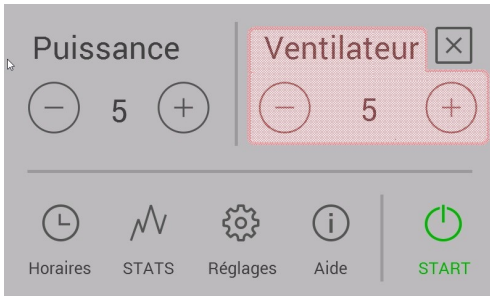 Puissance
Ventilateur
5
5
Horaires
STATS
Réglages
Aide
START